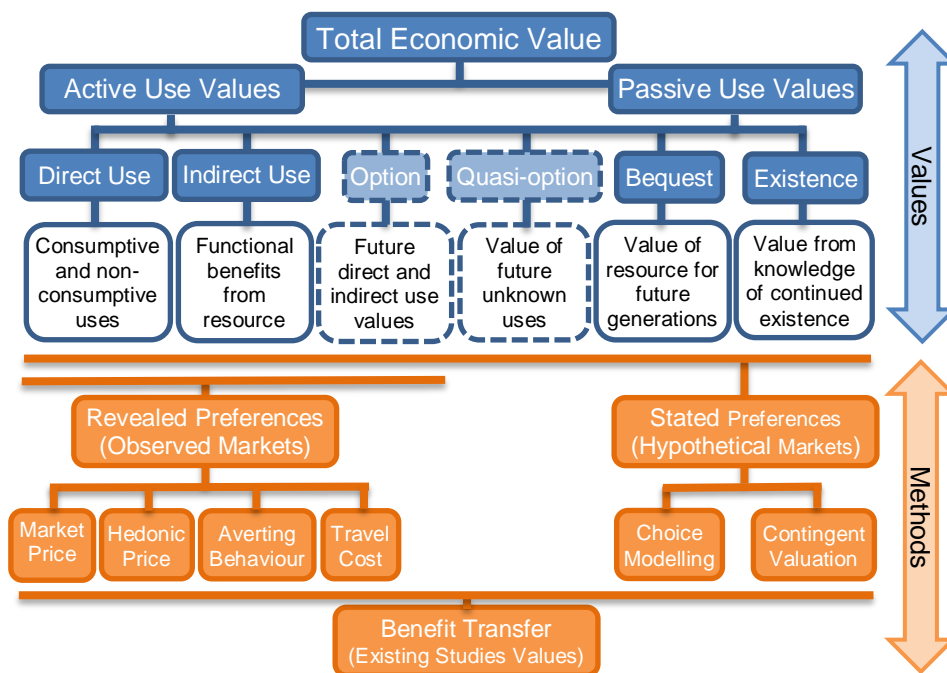 Total Economic Value
Active Use Values
Passive Use Values
Direct Use
Indirect Use
Option
Quasi-option
Bequest
Existence
Consumptive
and non-
consumptive
uses
Functional
benefits
from
resource
Future
direct and
indirect use
values
Value of
future
unknown
uses
Value of
resource for
future
generations
Value from
knowledge
of continued
existence
Values
Revealed Preferences
(Observed Markets)
Stated Preferences
(Hypothetical Markets)
Market
Price
Hedonic
Price
Averting
Behaviour
Travel
Cost
Choice
Modelling
Contingent
Valuation
Methods
Benefit Transfer
(Existing Studies Values)